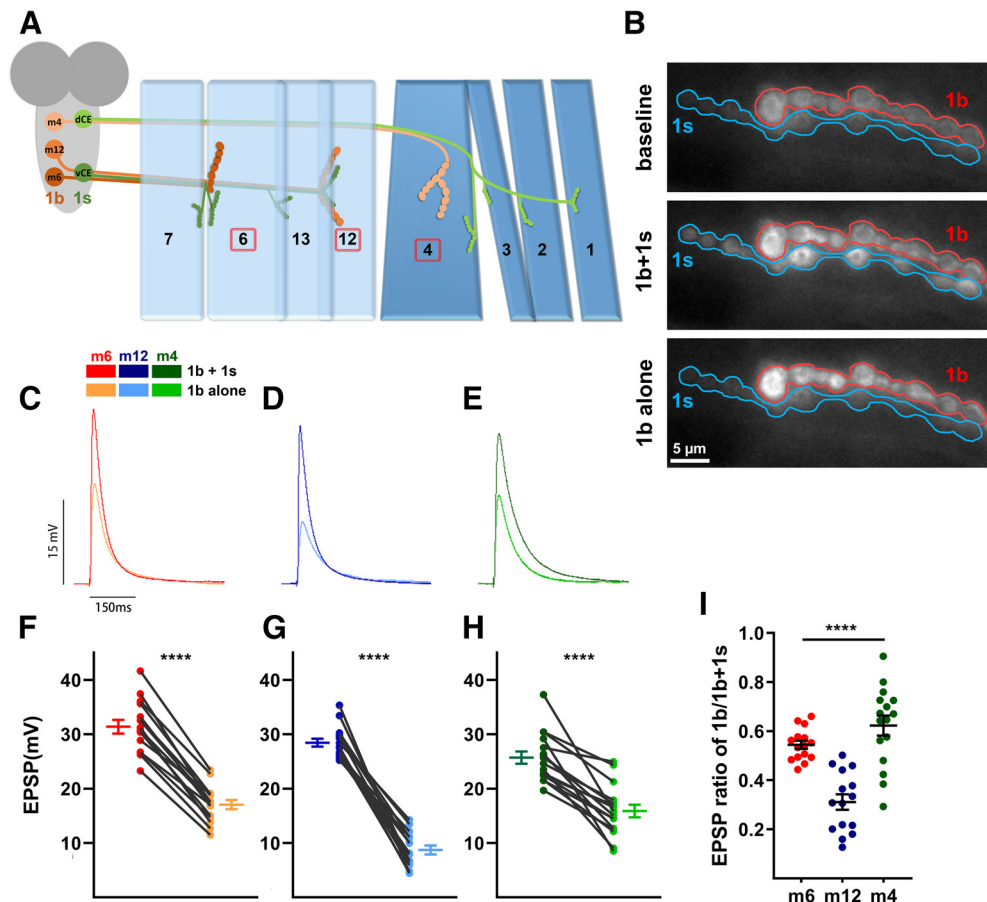 A
m4
dCE
m12
m6
vCE
1b 1s
7
6
13
12
4
3
2
1
B
baseline
1b
1s
1b+1s
1b
1s
1b alone
1b
1s
5 µm
m6 m12 m4
1b + 1s
1b alone
C
D
E
15 mV
150ms
F
G
H
EPSP(mV)
40
30
20
10
****
40
30
20
10
****
40
30
20
10
****
I
EPSP ratio of 1b/1b+1s
1.0
0.8
0.6
0.4
0.2
****
m6 m12 m4